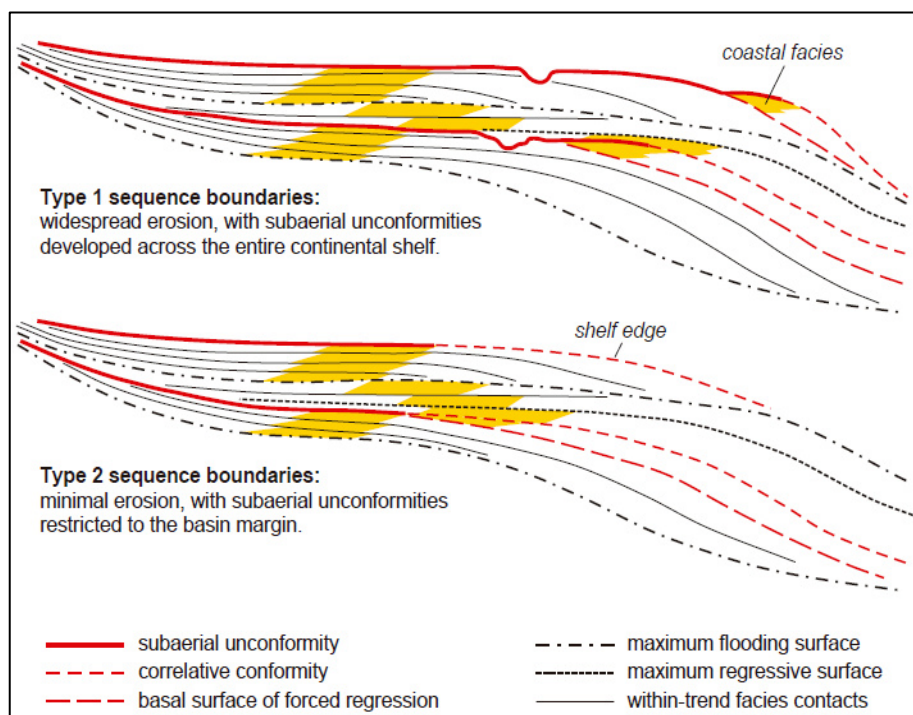 coastal facies
Type 1 sequence boundaries:
widespread erosion, with subaerial unconformities
developed across the entire continental shelf.
shelf edge
Type 2 sequence boundaries:
minimal erosion, with subaerial unconformities
restricted to the basin margin.
subaerial unconformity
correlative conformity
basal surface of forced regression
maximum flooding surface
maximum regressive surface
within-trend facies contacts